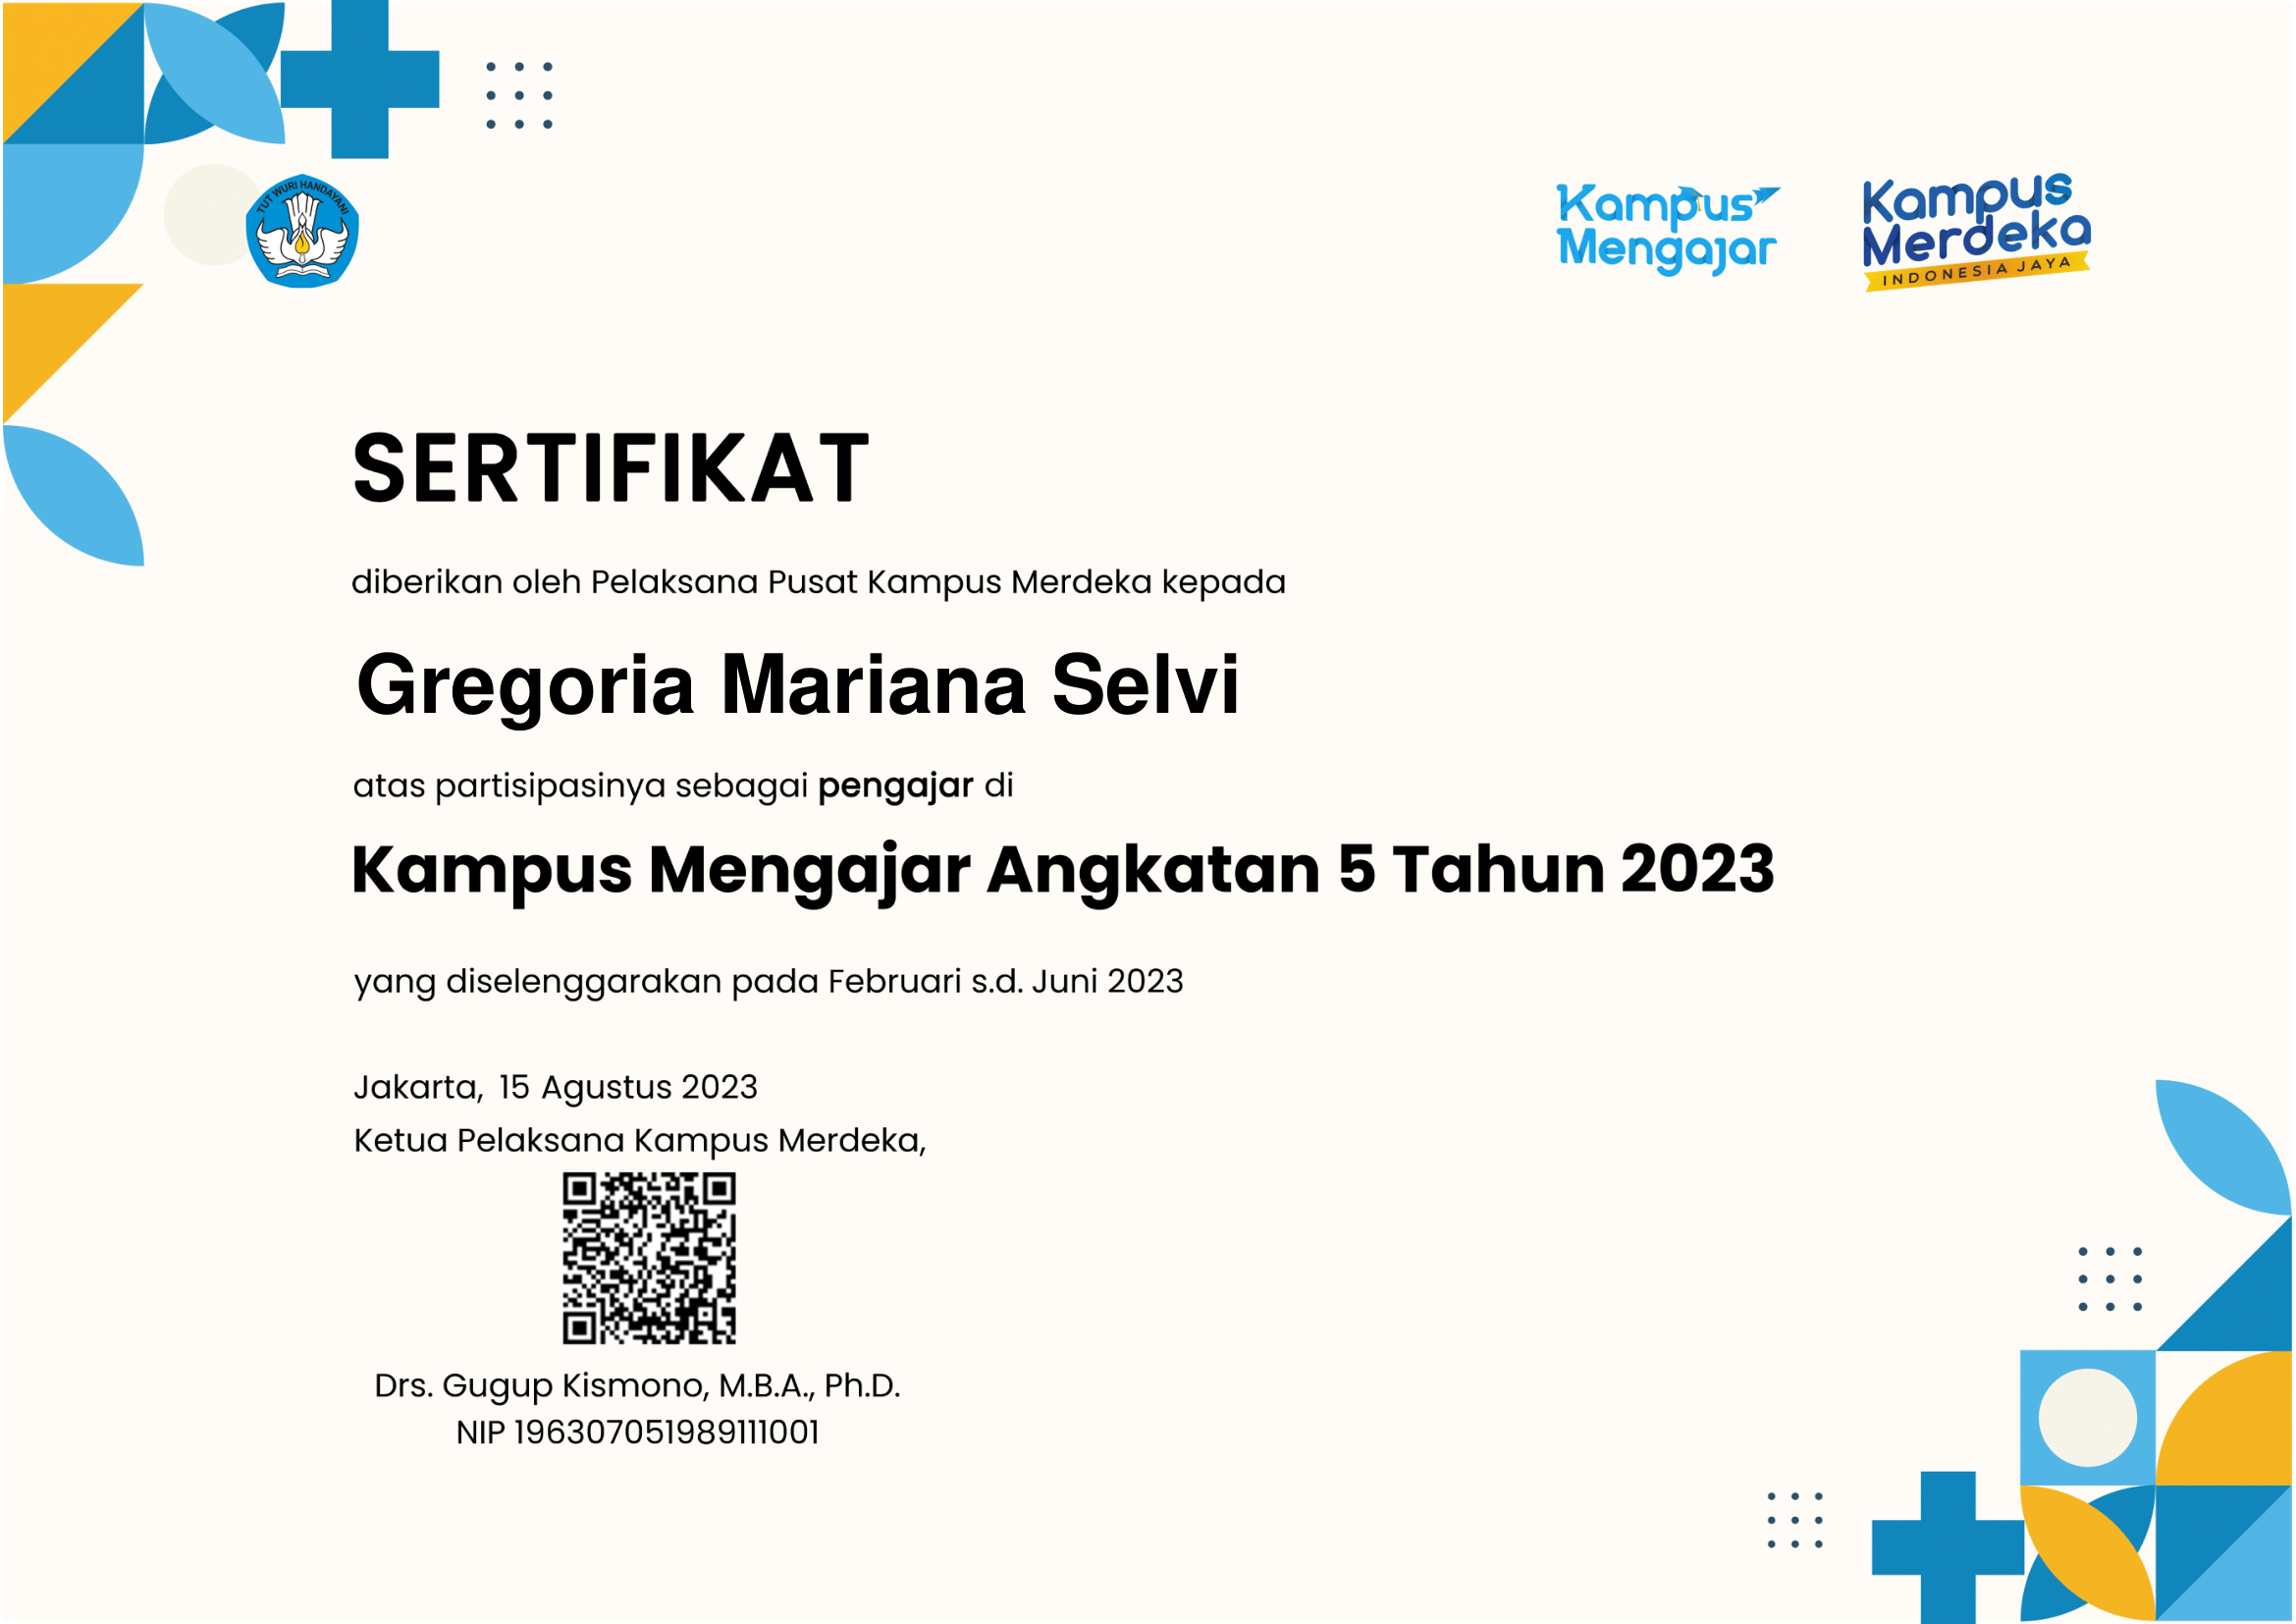 TUT WURI HANDAYANI
Kampus
Mengajar
Kampus
Merdeka
INDONESIA JAYA
SERTIFIKAT
diberikan oleh Pelaksana Pusat Kampus Merdeka kepada
Gregoria Mariana Selvi
atas partisipasinya sebagai pengajar di
Kampus Mengajar Angkatan 5 Tahun 2023
yang diselenggarakan pada Februari s.d. Juni 2023
Jakarta, 15 Agustus 2023
Ketua Pelaksana Kampus Merdeka,
Drs. Gugup Kismono, M.B.A., Ph.D.
NIP 196307051989111001